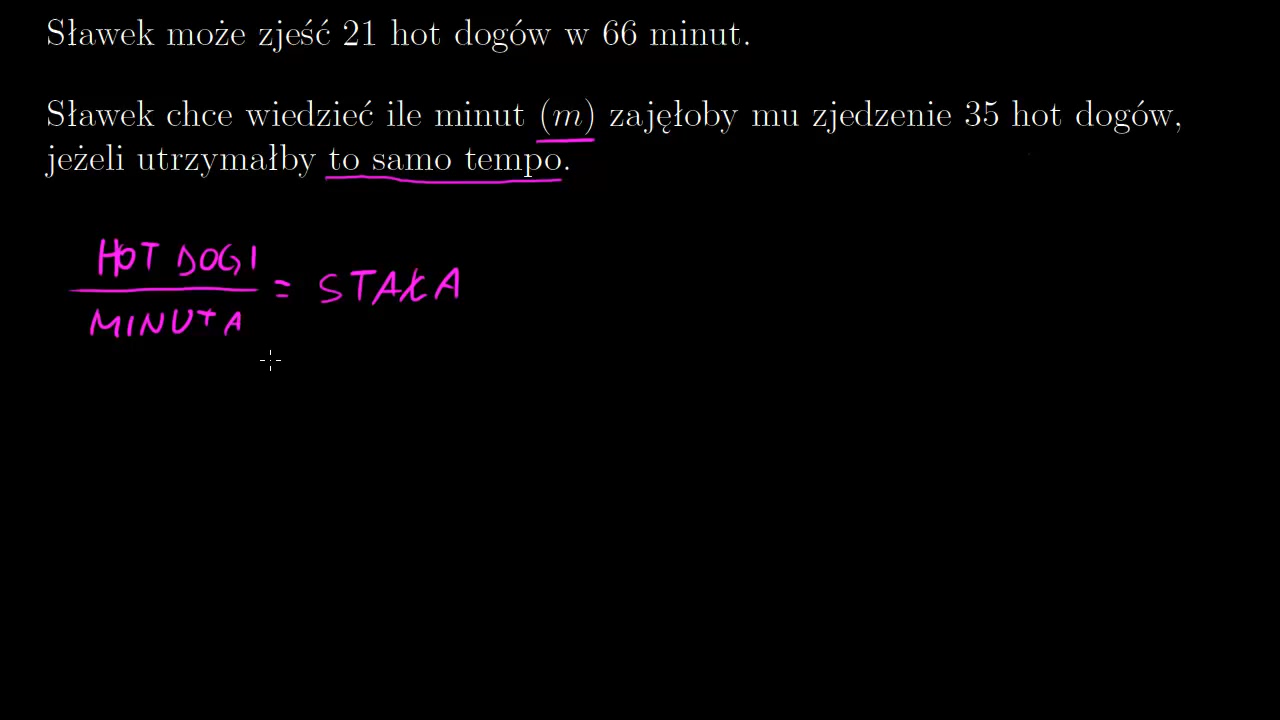 Sławek może zjeść 21 hot dogów w 66 minut.
Sławek chce wiedzieć ile minut (m) zajęłoby mu zjedzenie 35 hot dogów,
jeżeli utrzymałby to samo tempo.
HOT DOGI
= STAŁA
MINUTA